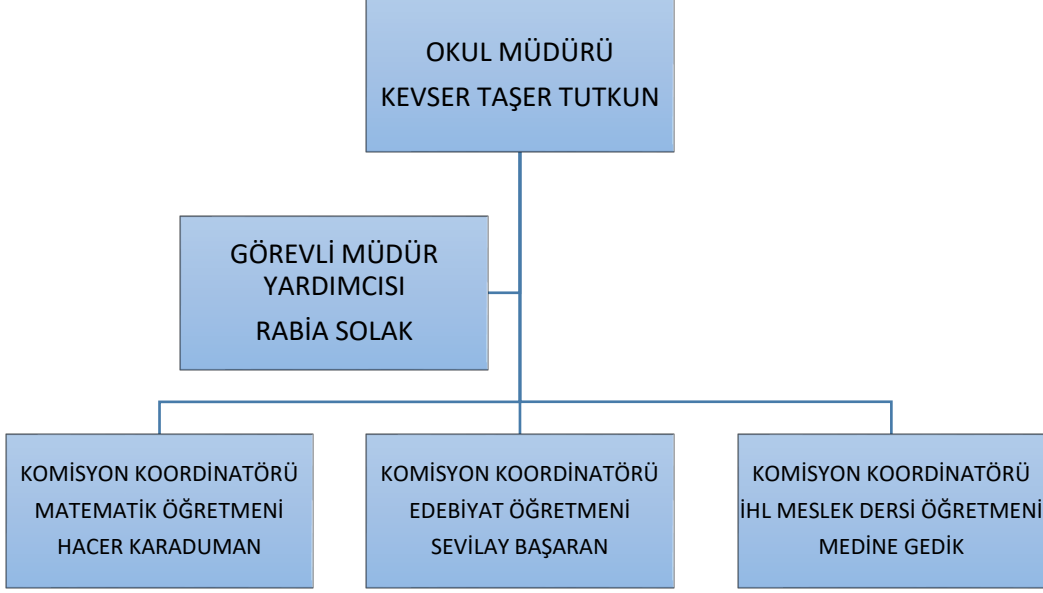 OKUL MÜDÜRÜ
KEVSER TAŞER TUTKUN
GÖREVLİ MÜDÜR
YARDIMCISI
RABİA SOLAK
KOMİSYON KOORDİNATÖRÜ
MATEMATİK ÖĞRETMENİ
HACER KARADUMAN
KOMİSYON KOORDİNATÖRÜ
EDEBİYAT ÖĞRETMENİ
SEVİLAY BAŞARAN
KOMİSYON KOORDİNATÖRÜ
İHL MESLEK DERSİ ÖĞRETMENİ
MEDİNE GEDİK